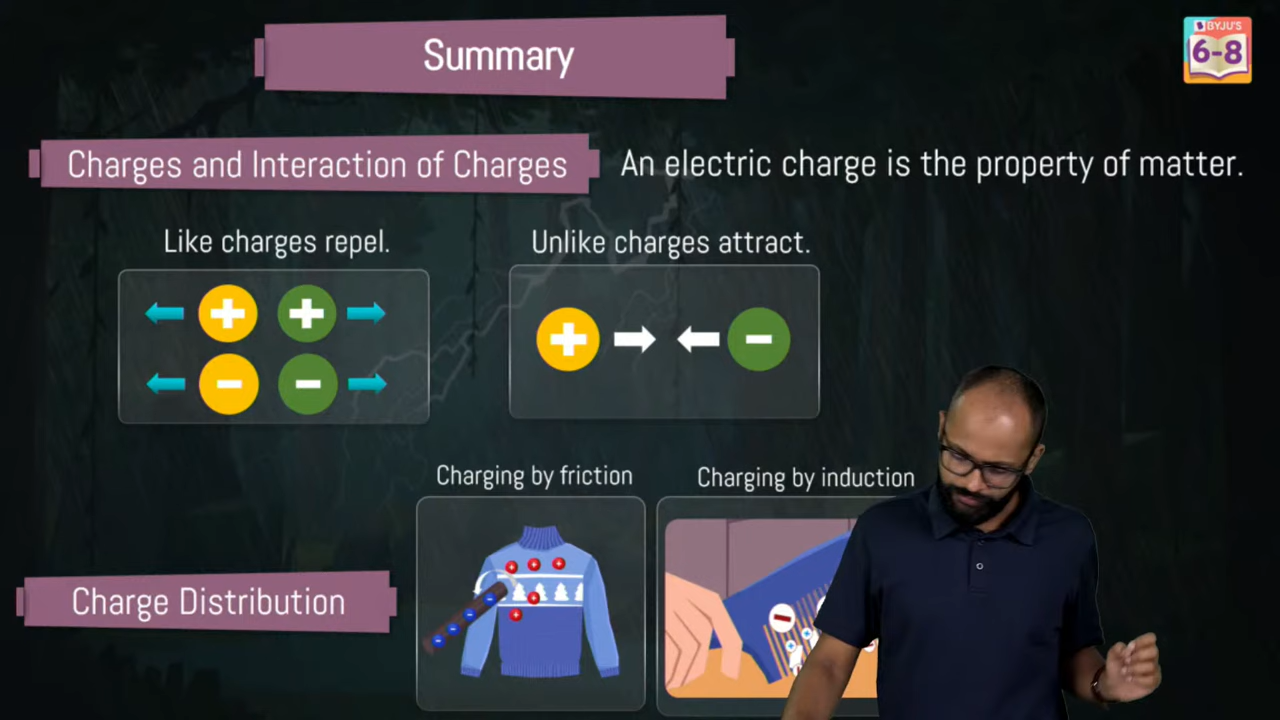 Summary
BYJU'S
6-8
Charges and Interaction of Charges
An electric charge is the property of matter.
Like charges repel.
Unlike charges attract.
+ +
- -
+ -
Charging by friction
Charging by induction
Charge Distribution